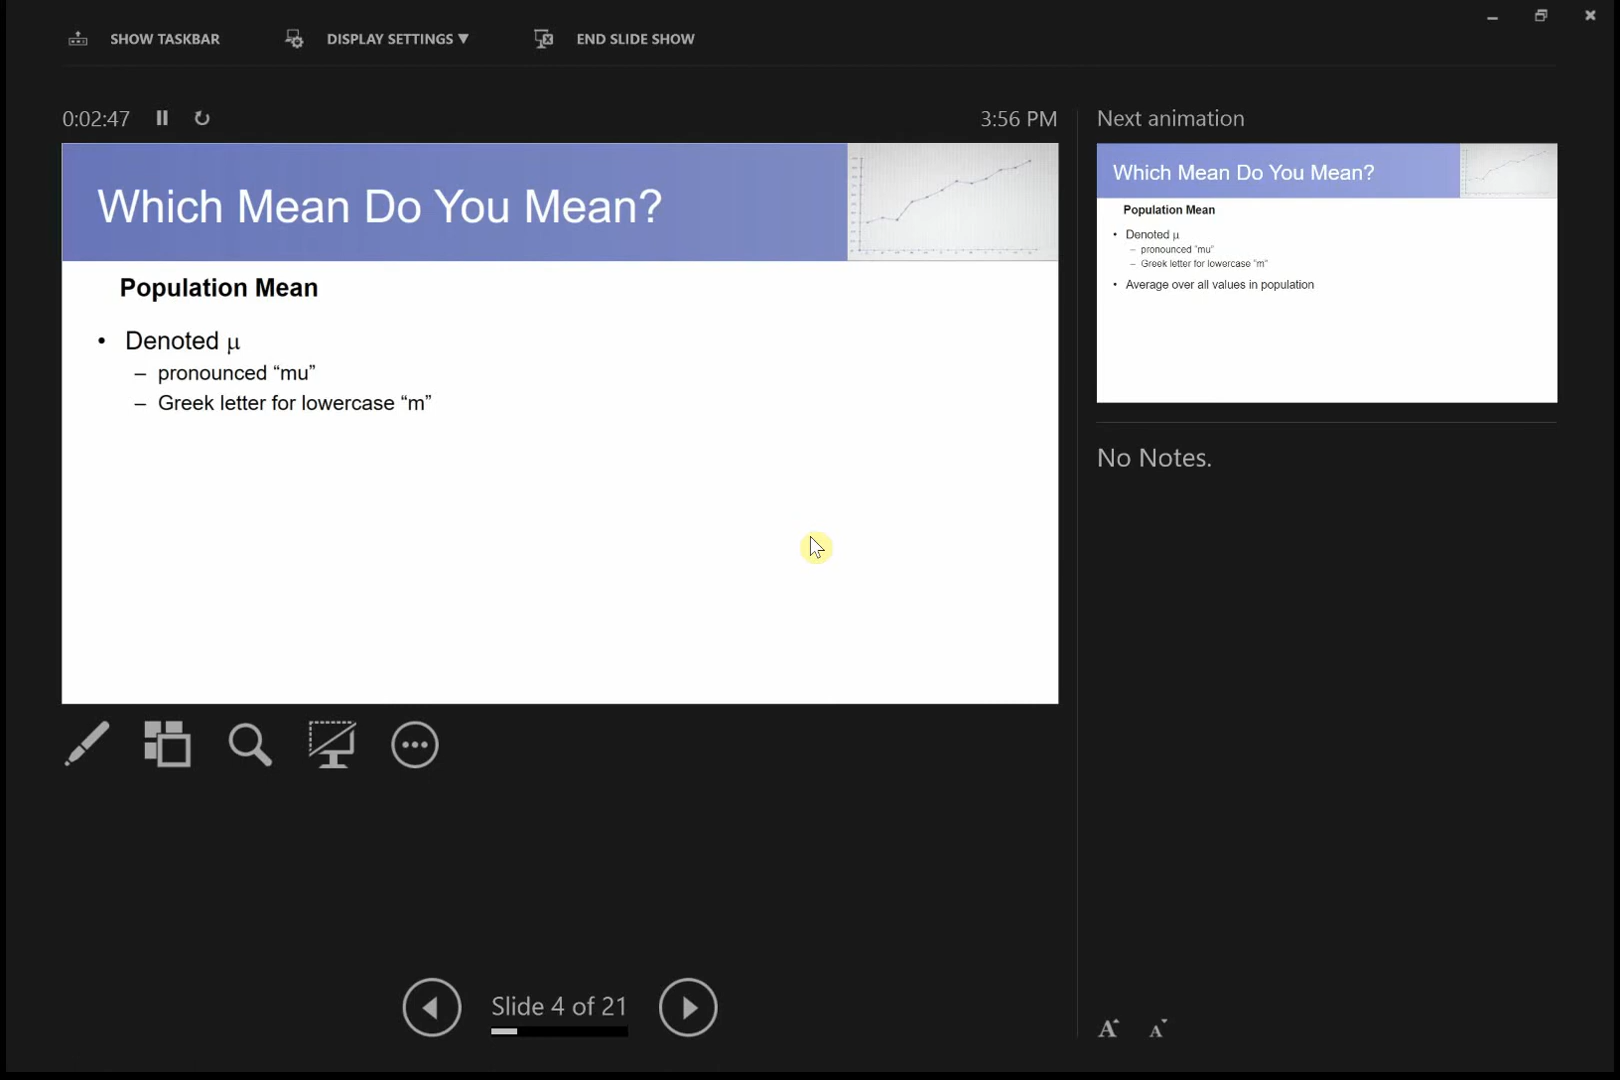 SHOW TASKBAR
DISPLAY SETTINGS ▼
END SLIDE SHOW
0:02:47
3:56 PM
Which Mean Do You Mean?
Population Mean
• Denoted μ
– pronounced “mu”
– Greek letter for lowercase “m”
Next animation
Which Mean Do You Mean?
Population Mean
• Denoted μ
– pronounced “mu”
– Greek letter for lowercase “m”
• Average over all values in population
No Notes.
Slide 4 of 21
A A